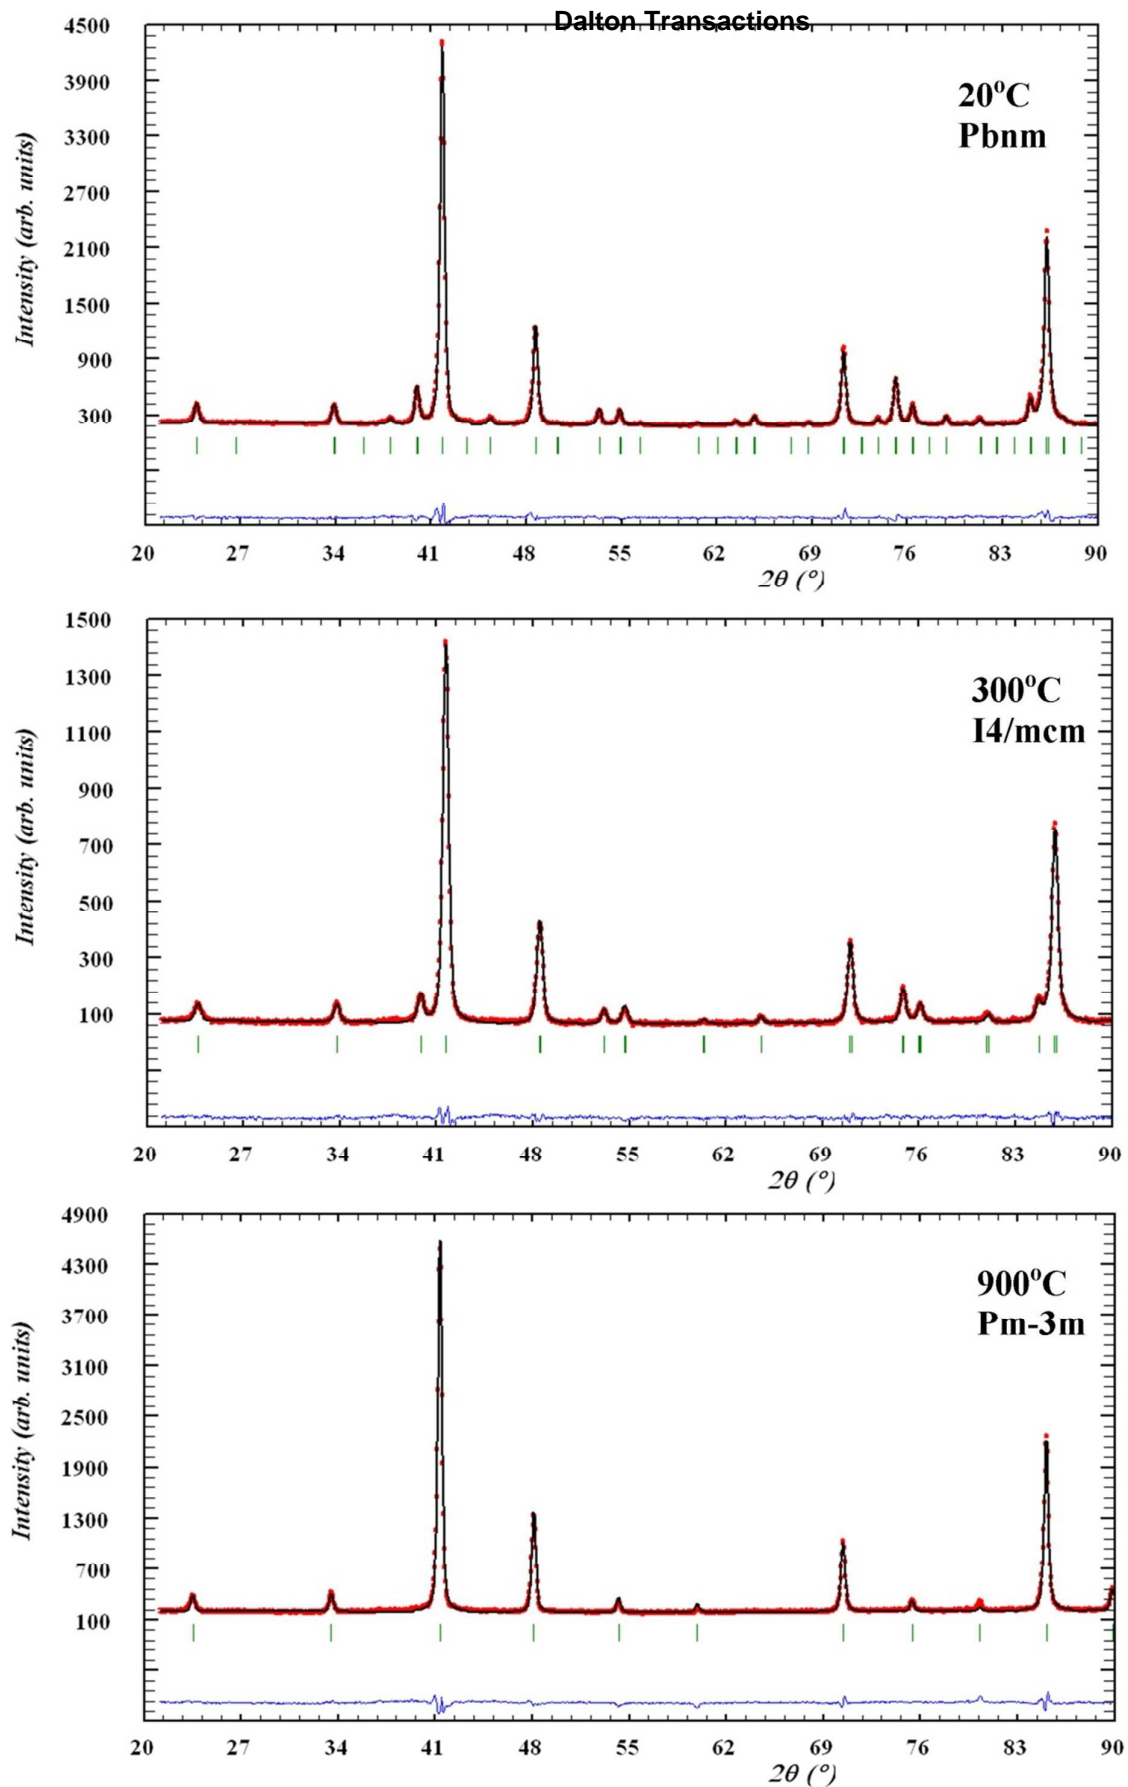 Dalton Transactions
4500
3900
3300
2700
2100
1500
900
300
Intensity (arb. units)
20°C
Pbnm
20 27 34 41 48 55 62 69 76 83 90
2θ (°)
1500
1300
1100
900
700
500
300
100
Intensity (arb. units)
300°C
I4/mcm
20 27 34 41 48 55 62 69 76 83 90
2θ (°)
4900
4300
3700
3100
2500
1900
1300
700
100
Intensity (arb. units)
900°C
Pm-3m
20 27 34 41 48 55 62 69 76 83 90
2θ (°)